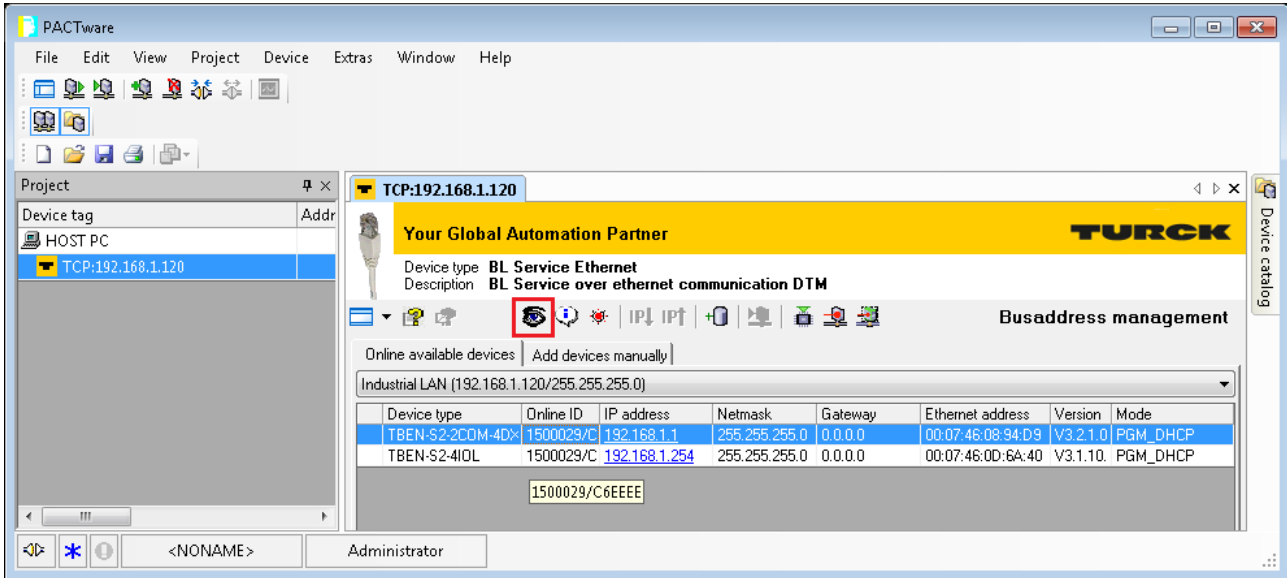 PACTware
File Edit View Project Device Extras Window Help
Project
TCP:192.168.1.120
Device tag Addr
HOST PC
TCP:192.168.1.120
Your Global Automation Partner
TURCK
Device type BL Service Ethernet
Description BL Service over ethernet communication DTM
IP IP Busaddress management
Online available devices Add devices manually
Industrial LAN (192.168.1.120/255.255.255.0)
Device type Online ID IP address Netmask Gateway Ethernet address Version Mode
TBEN-S2-2COM-4DX 1500029/C 192.168.1.1 255.255.255.0 0.0.0.0 00:07:46:08:94:D9 V3.2.1.0 PGM_DHCP
TBEN-S2-4IOL 1500029/C 192.168.1.254 255.255.255.0 0.0.0.0 00:07:46:0D:6A:40 V3.1.10. PGM_DHCP
1500029/C6EEEE
Device catalog
<NONAME> Administrator